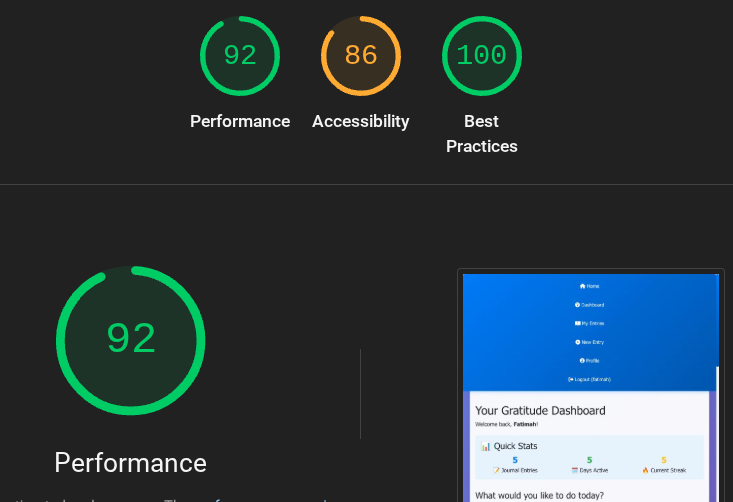 92
86
100
Performance
Accessibility
Best
Practices
92
Performance
Home
Dashboard
My Entries
New Entry
Profile
Logout (fatimah)
Your Gratitude Dashboard
Welcome back, Fatimah!
Quick Stats
5
5
5
Journal Entries
Days Active
Current Streak
What would you like to do today?